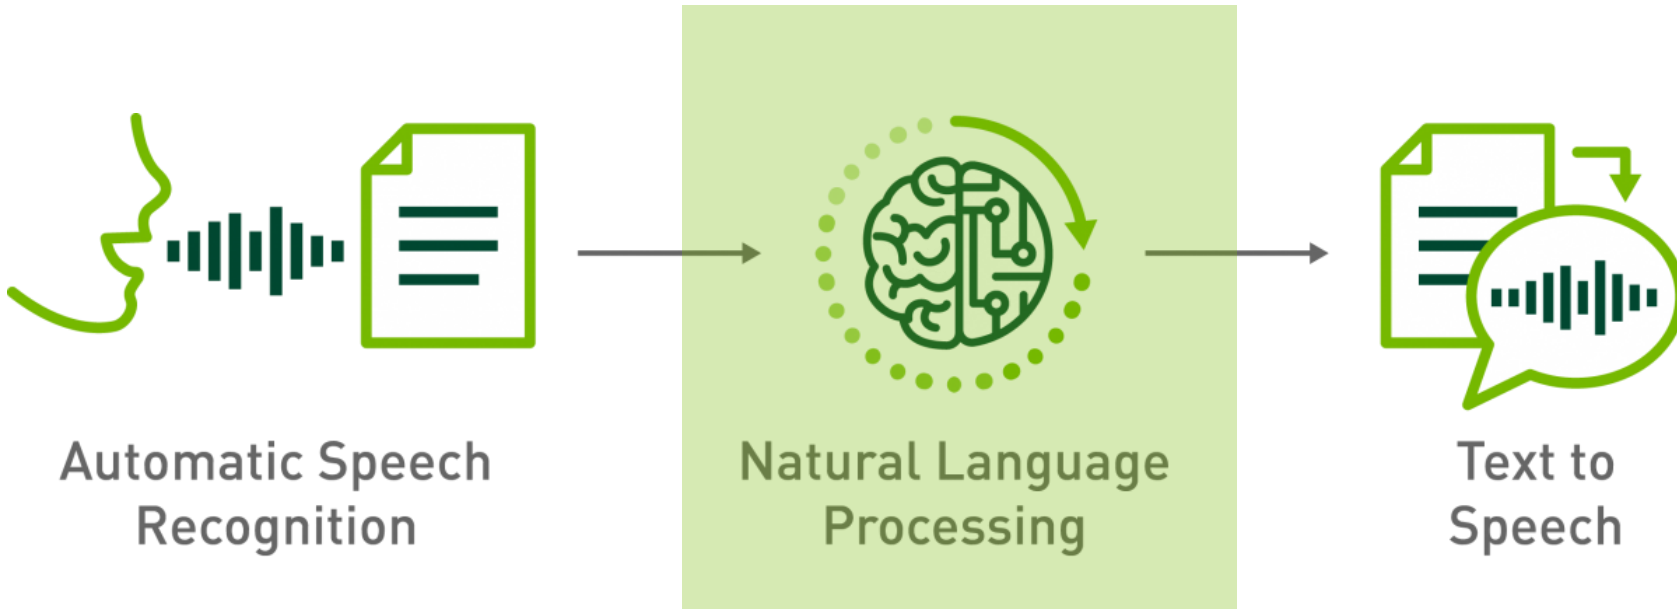 Automatic Speech
Recognition
Natural Language
Processing
Text to
Speech